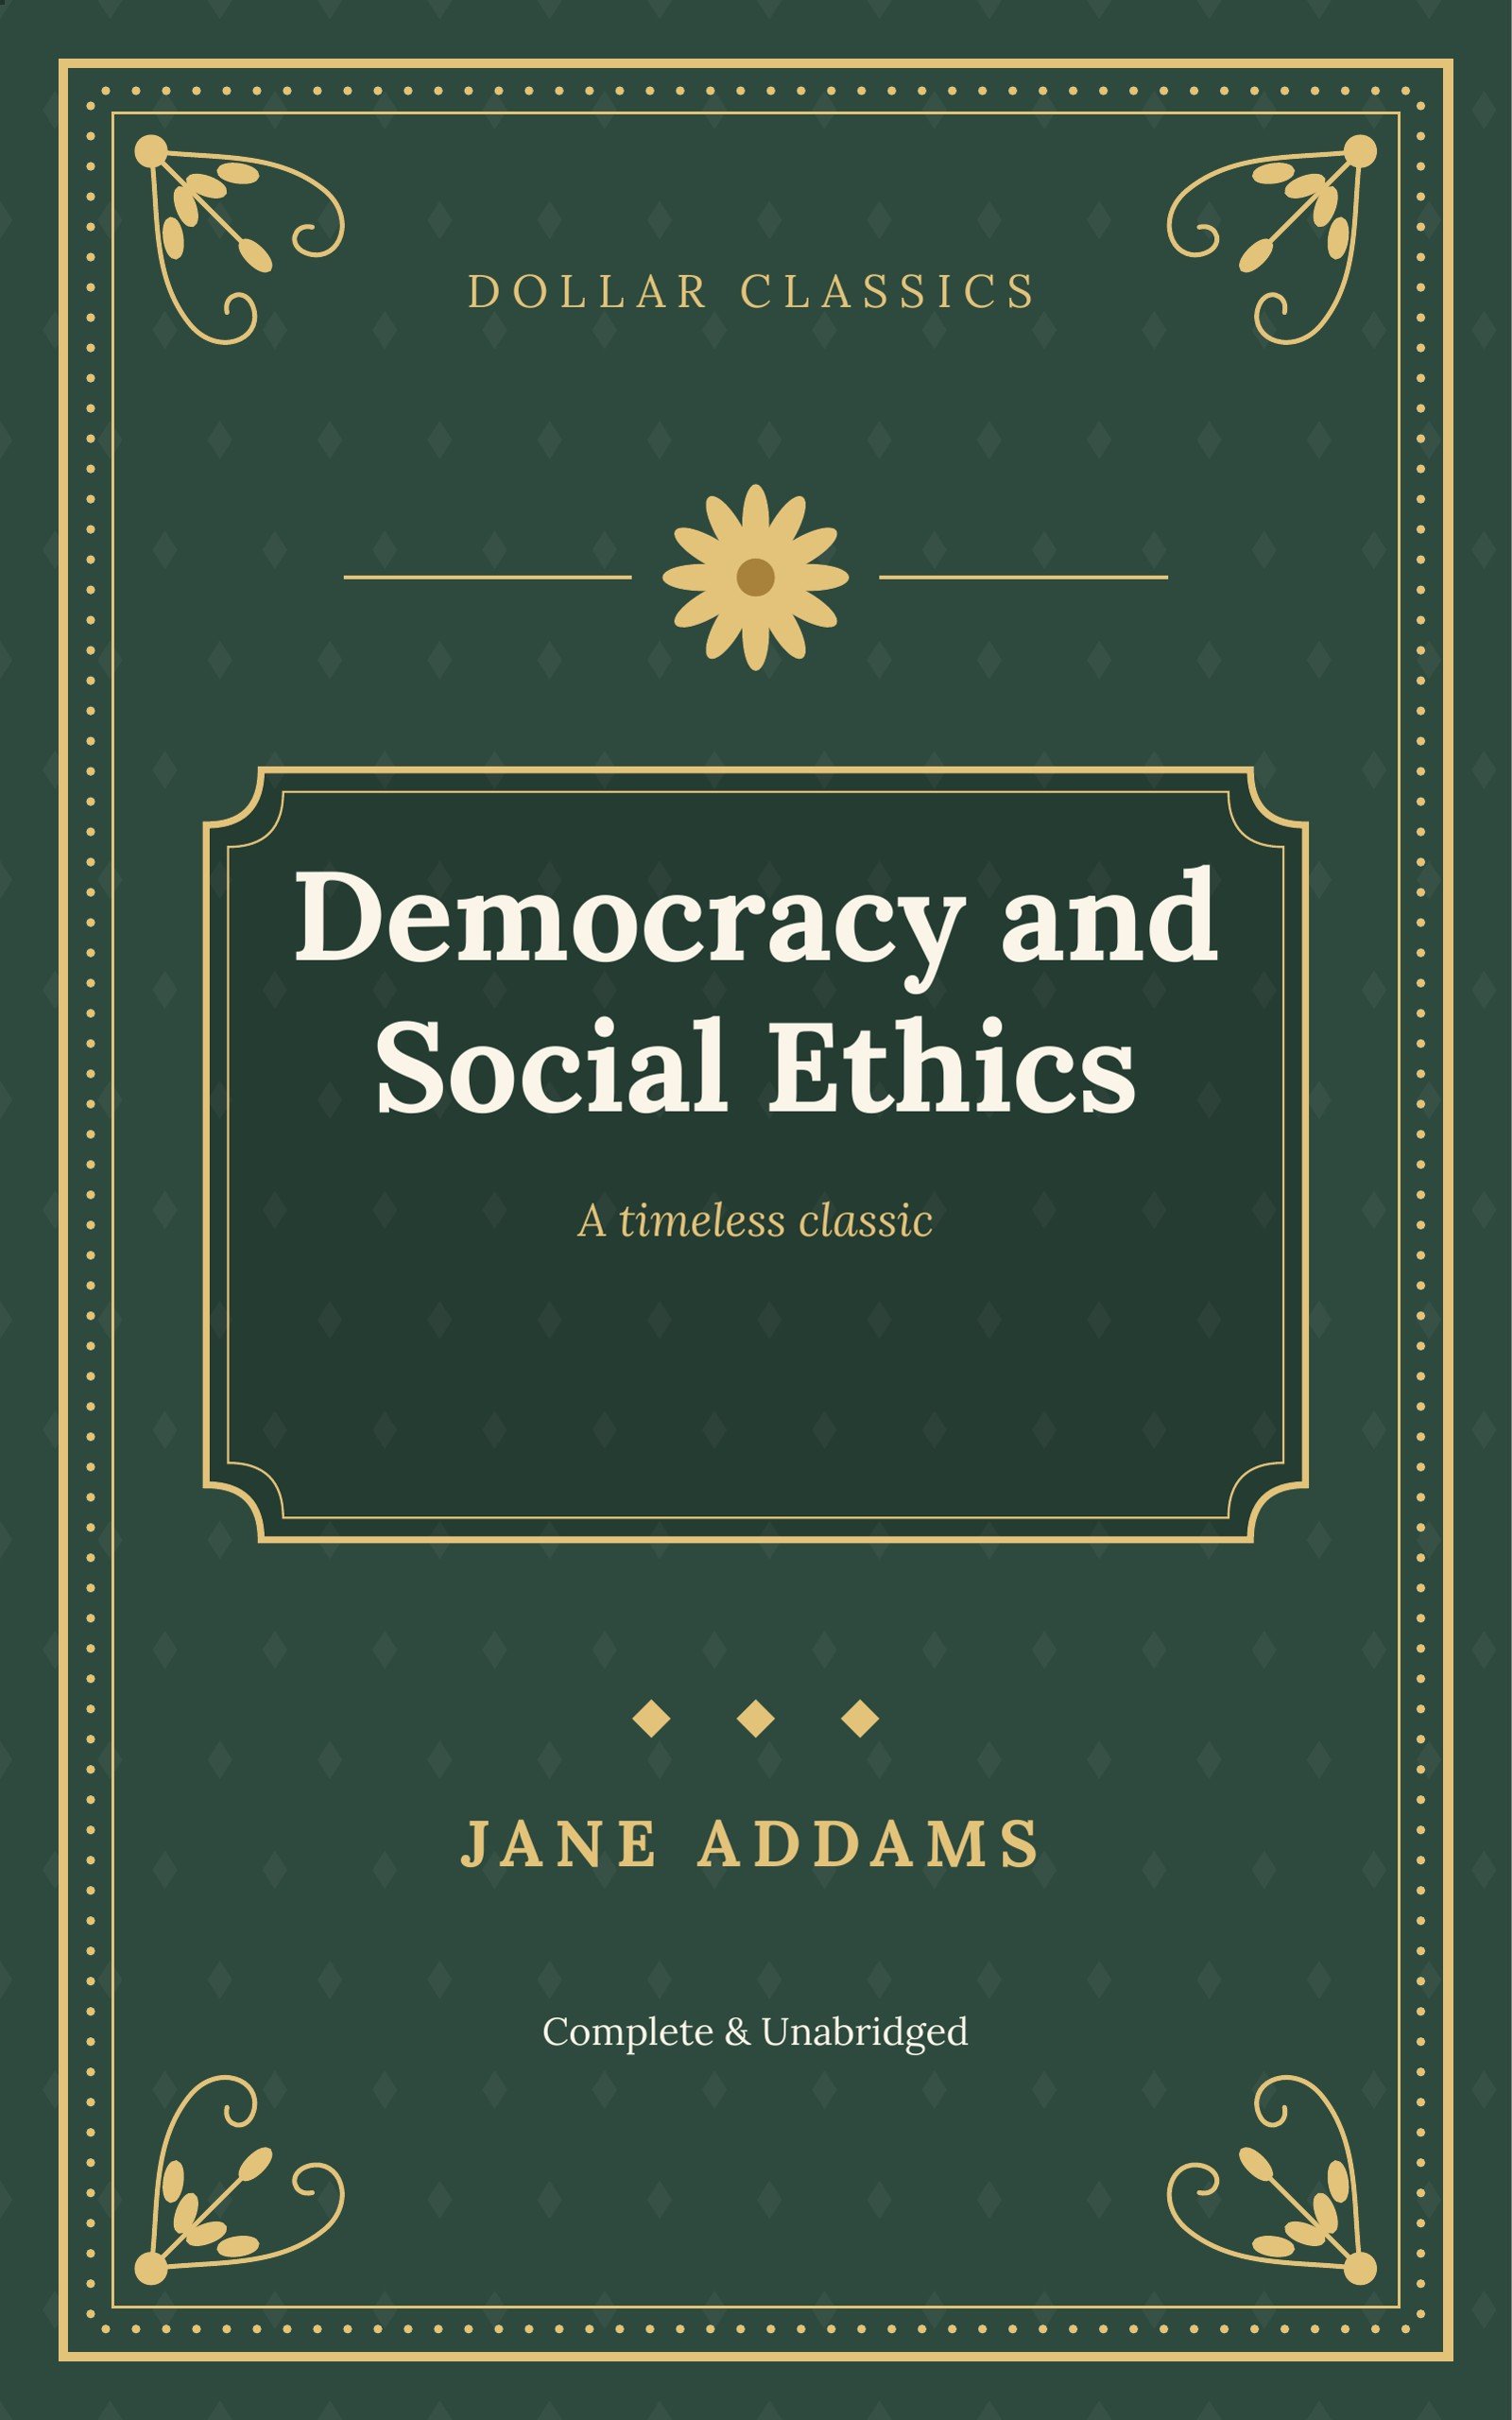 DOLLAR CLASSICS
Democracy and
Social Ethics
A timeless classic
JANE ADDAMS
Complete & Unabridged